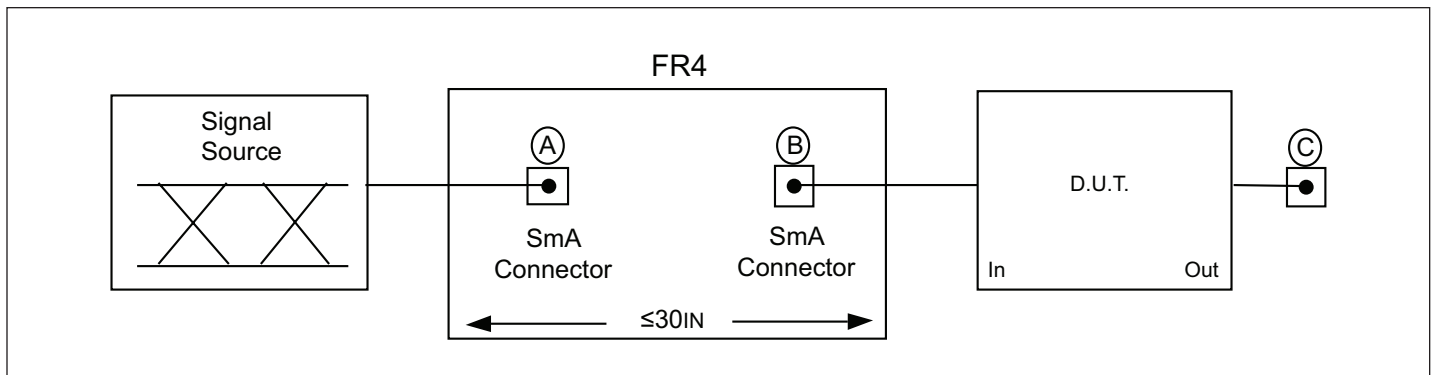 FR4
Signal
Source
A
B
C
D.U.T.
SmA
Connector
SmA
Connector
In
Out
≤30IN